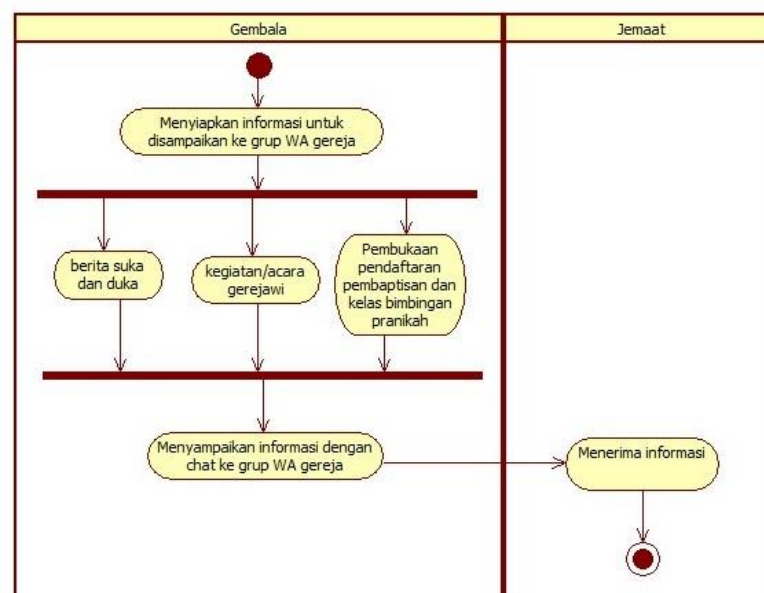 Gembala
Jemaat
Menyiapkan informasi untuk
disampaikan ke grup WA gereja
berita suka
dan duka
kegiatan/acara
gerejawi
Pembukaan
pendaftaran
pembaptisan dan
kelas bimbingan
pranikah
Menyampaikan informasi dengan
chat ke grup WA gereja
Menerima informasi